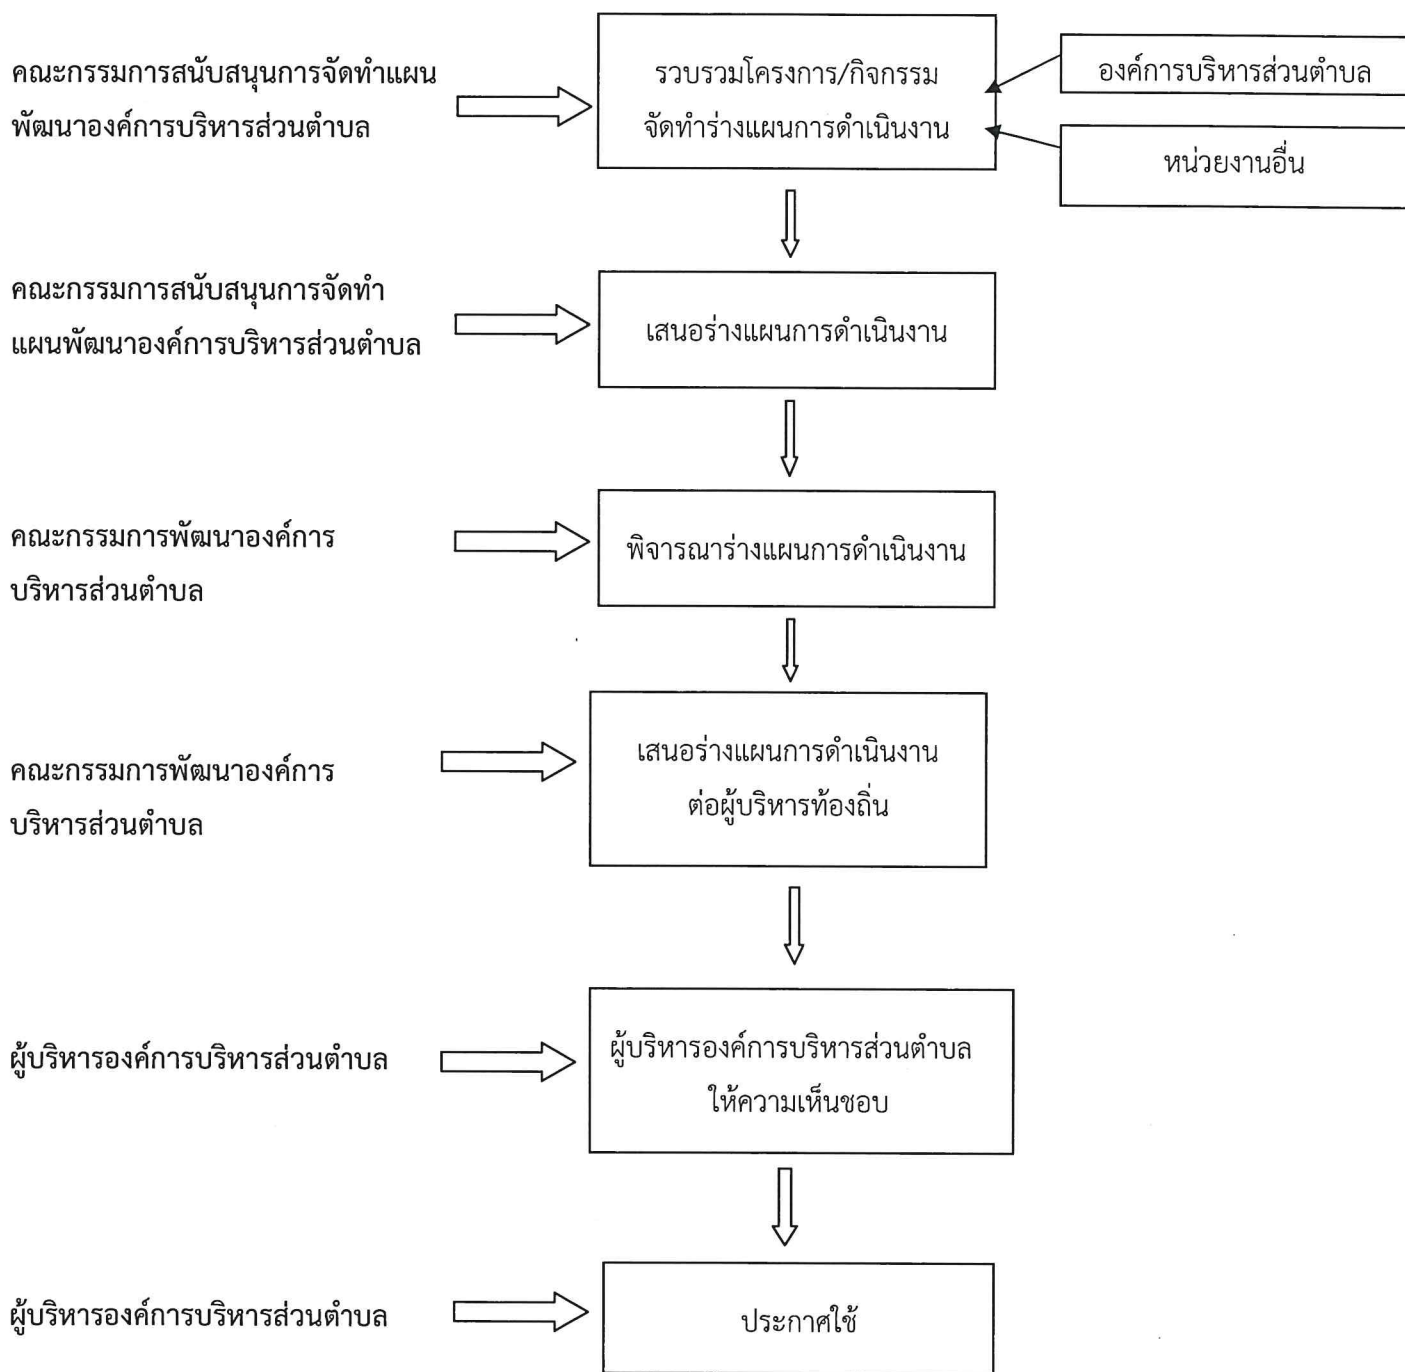 คณะกรรมการสนับสนุนการจัดทำแผน
พัฒนาองค์การบริหารส่วนตำบล
รวบรวมโครงการ/กิจกรรม
จัดทำร่างแผนการดำเนินงาน
องค์การบริหารส่วนตำบล
หน่วยงานอื่น
คณะกรรมการสนับสนุนการจัดทำ
แผนพัฒนาองค์การบริหารส่วนตำบล
เสนอร่างแผนการดำเนินงาน
คณะกรรมการพัฒนาองค์การ
บริหารส่วนตำบล
พิจารณาร่างแผนการดำเนินงาน
คณะกรรมการพัฒนาองค์การ
บริหารส่วนตำบล
เสนอร่างแผนการดำเนินงาน
ต่อผู้บริหารท้องถิ่น
ผู้บริหารองค์การบริหารส่วนตำบล
ผู้บริหารองค์การบริหารส่วนตำบล
ให้ความเห็นชอบ
ผู้บริหารองค์การบริหารส่วนตำบล
ประกาศใช้